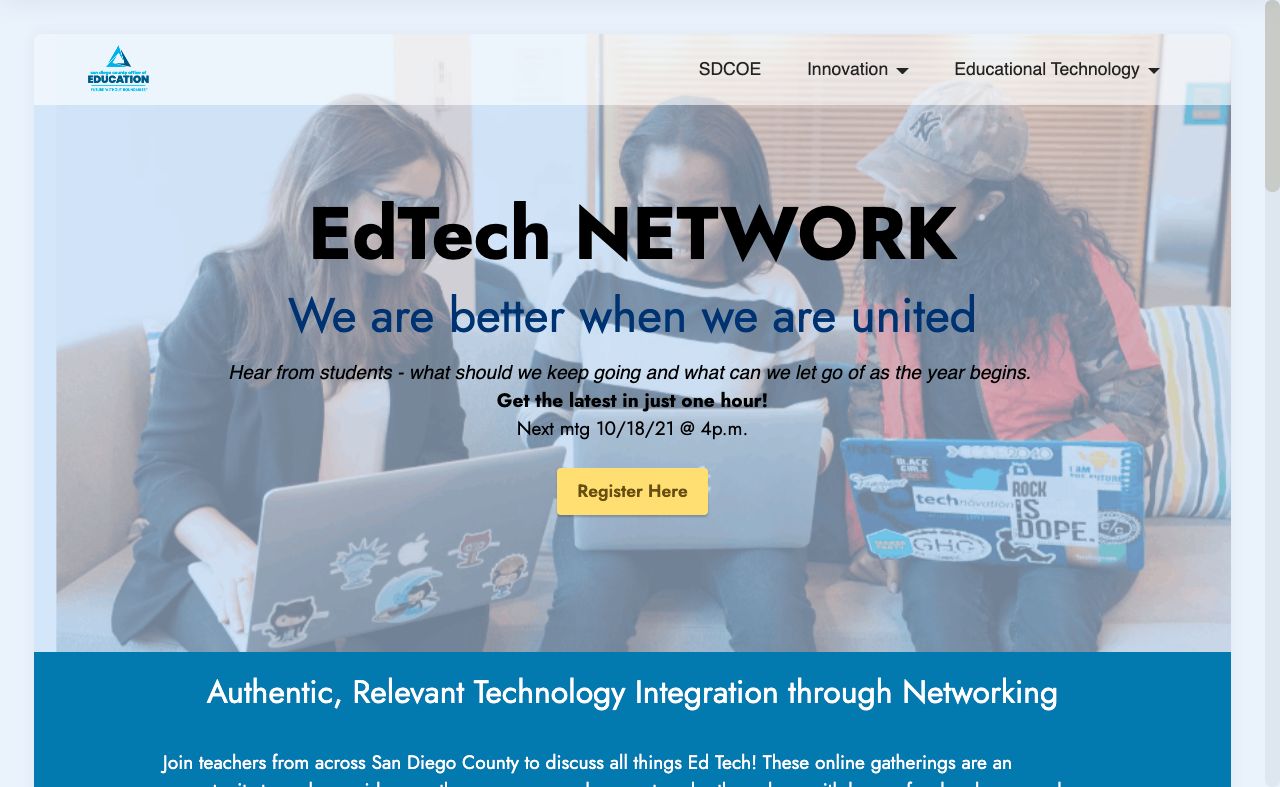 san diego county office of
EDUCATION
FUTURE WITHOUT BOUNDARIES
SDCOE
Innovation
Educational Technology
EdTech NETWORK
We are better when we are united
Hear from students - what should we keep going and what can we let go of as the year begins.
Get the latest in just one hour!
Next mtg 10/18/21 @ 4p.m.
Register Here
BLACK
GIRLS
I AM
THE FUTURE
technovation
ROCK
IS
DOPE.
GHC
Authentic, Relevant Technology Integration through Networking
Join teachers from across San Diego County to discuss all things Ed Tech! These online gatherings are an